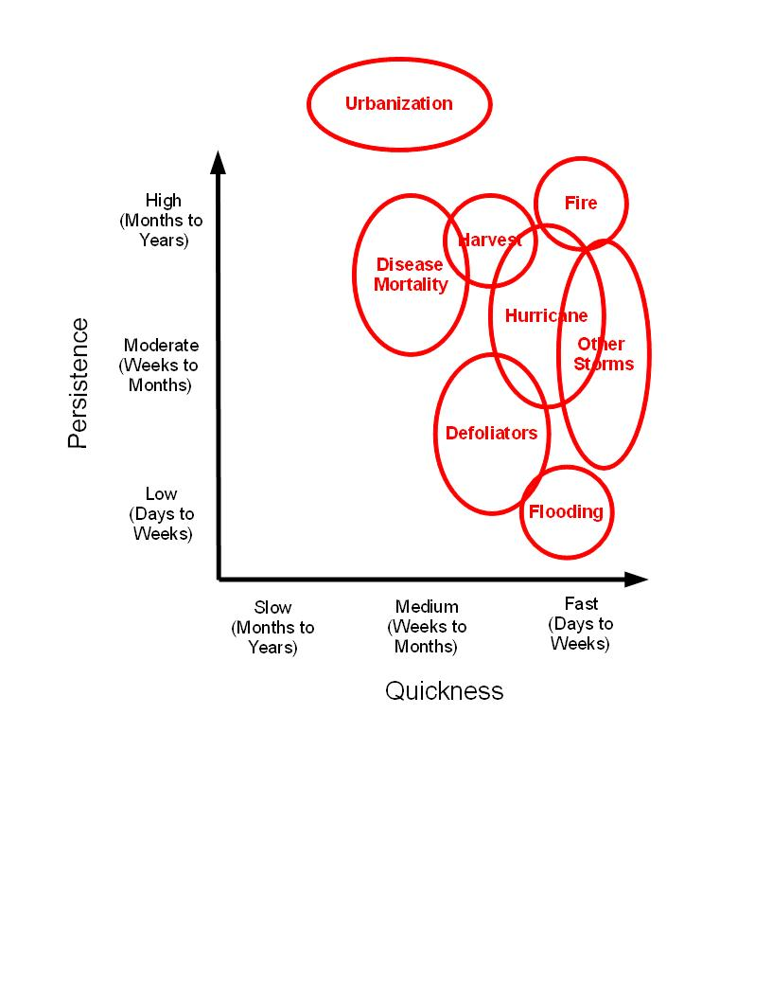 Urbanization
High
(Months to
Years)
Fire
Harvest
Disease
Mortality
Hurricane
Moderate
(Weeks to
Months)
Other
Storms
Persistence
Defoliators
Low
(Days to
Weeks)
Flooding
Slow
(Months to
Years)
Medium
(Weeks to
Months)
Fast
(Days to
Weeks)
Quickness